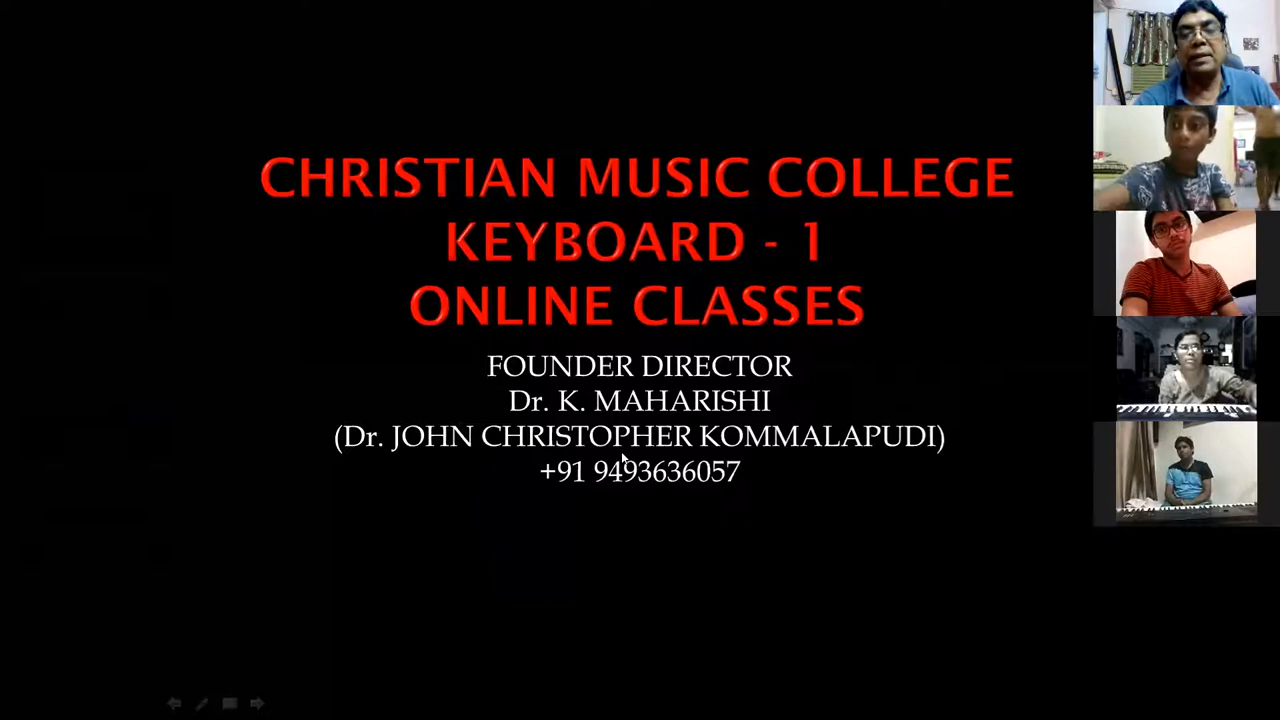 CHRISTIAN MUSIC COLLEGE
KEYBOARD - 1
ONLINE CLASSES
FOUNDER DIRECTOR
Dr. K. MAHARISHI
(Dr. JOHN CHRISTOPHER KOMMALAPUDI)
+91 9493636057